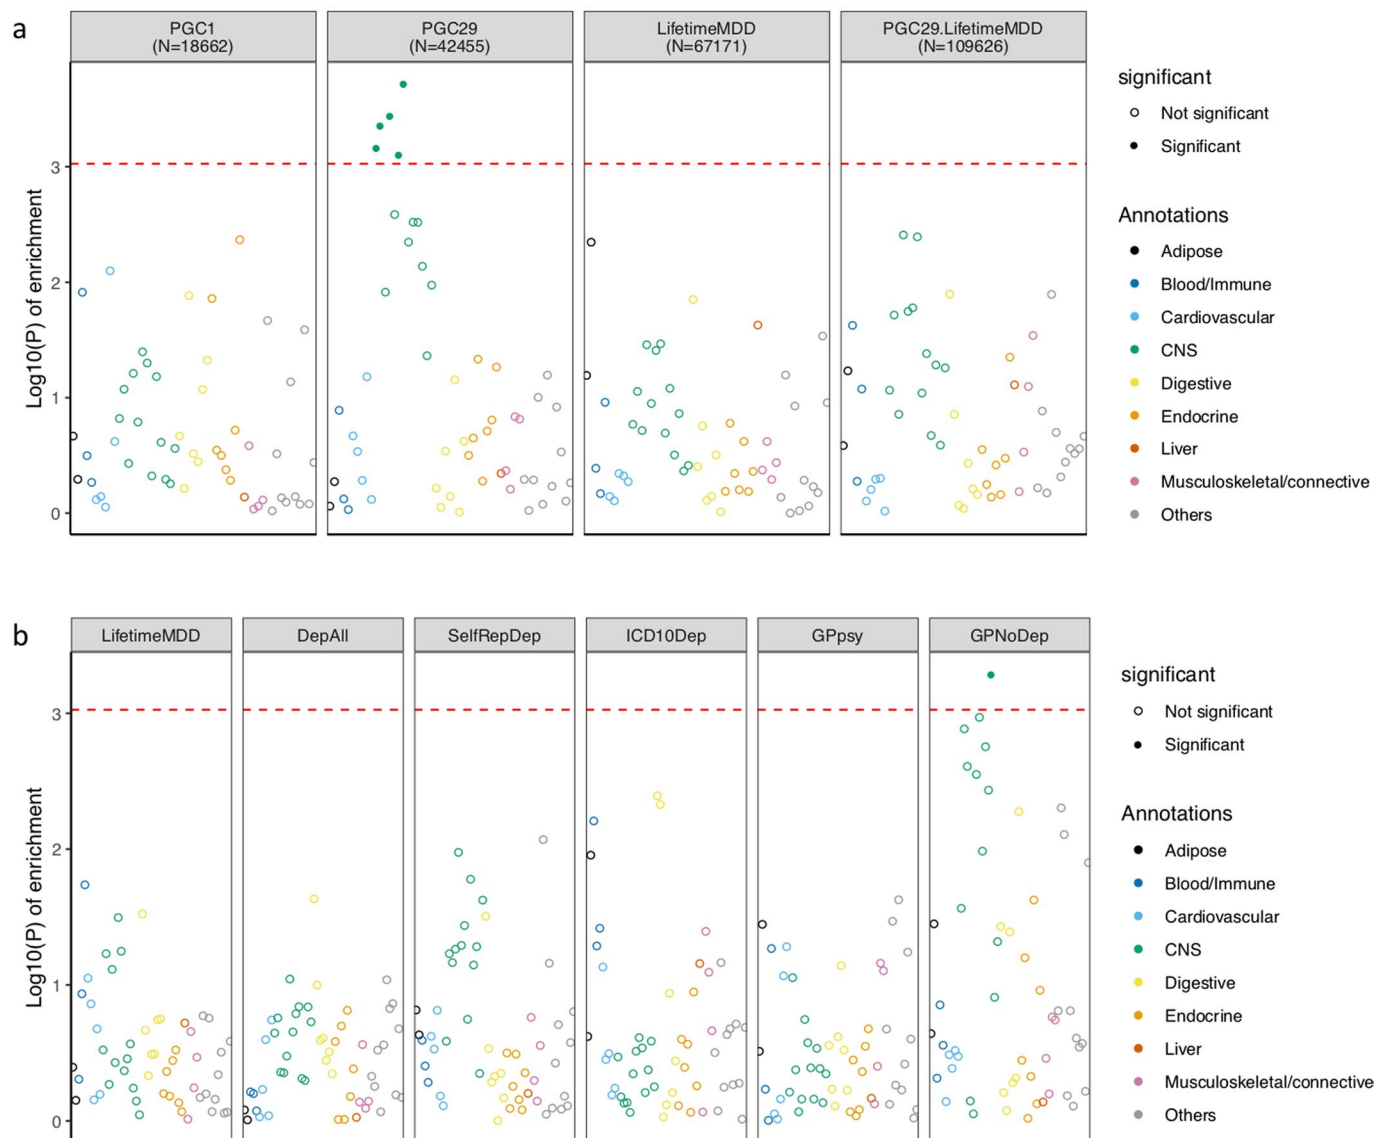 a
PGC1
(N=18662)
PGC29
(N=42455)
LifetimeMDD
(N=67171)
PGC29.LifetimeMDD
(N=109626)
Log10(P) of enrichment
3
2
1
0
significant
Not significant
Significant
Annotations
Adipose
Blood/Immune
Cardiovascular
CNS
Digestive
Endocrine
Liver
Musculoskeletal/connective
Others
b
LifetimeMDD
DepAll
SelfRepDep
ICD10Dep
GPpsy
GPNoDep
Log10(P) of enrichment
3
2
1
0
significant
Not significant
Significant
Annotations
Adipose
Blood/Immune
Cardiovascular
CNS
Digestive
Endocrine
Liver
Musculoskeletal/connective
Others